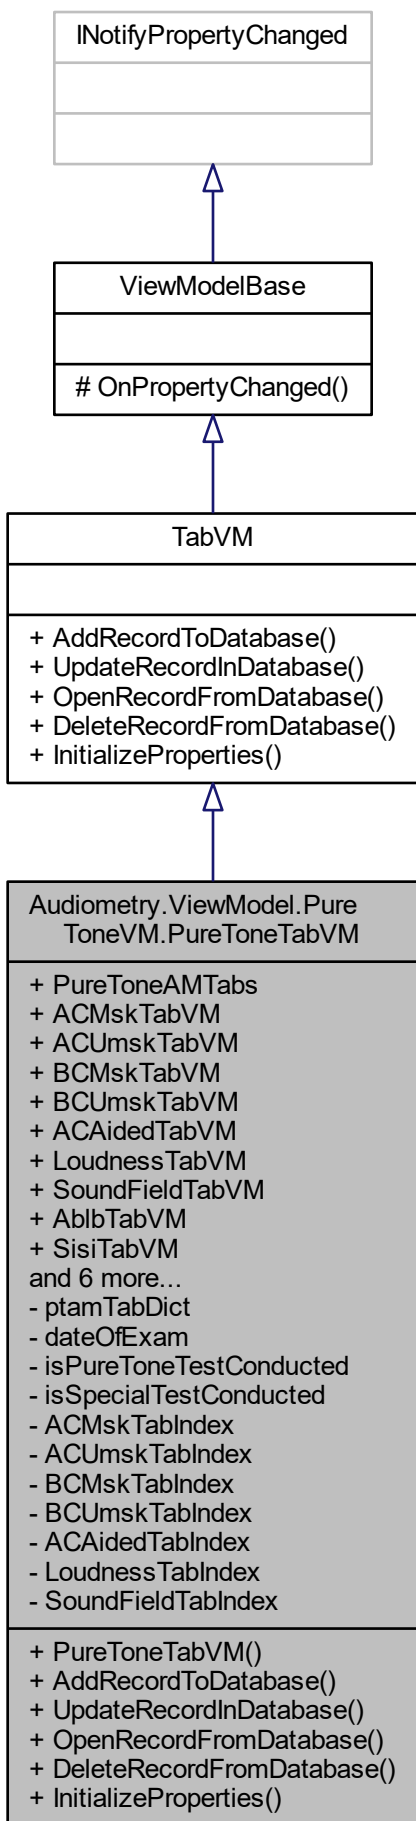 INotifyPropertyChanged
ViewModelBase
# OnPropertyChanged()
TabVM
+ AddRecordToDatabase()
+ UpdateRecordInDatabase()
+ OpenRecordFromDatabase()
+ DeleteRecordFromDatabase()
+ InitializeProperties()
Audiometry.ViewModel.Pure
ToneVM.PureToneTabVM
+ PureToneAMTabs
+ ACMskTabVM
+ ACUmskTabVM
+ BCMskTabVM
+ BCUmskTabVM
+ ACAidedTabVM
+ LoudnessTabVM
+ SoundFieldTabVM
+ AblbTabVM
+ SisiTabVM
and 6 more...
- ptamTabDict
- dateOfExam
- isPureToneTestConducted
- isSpecialTestConducted
- ACMskTabIndex
- ACUmskTabIndex
- BCMskTabIndex
- BCUmskTabIndex
- ACAidedTabIndex
- LoudnessTabIndex
- SoundFieldTabIndex
+ PureToneTabVM()
+ AddRecordToDatabase()
+ UpdateRecordInDatabase()
+ OpenRecordFromDatabase()
+ DeleteRecordFromDatabase()
+ InitializeProperties()